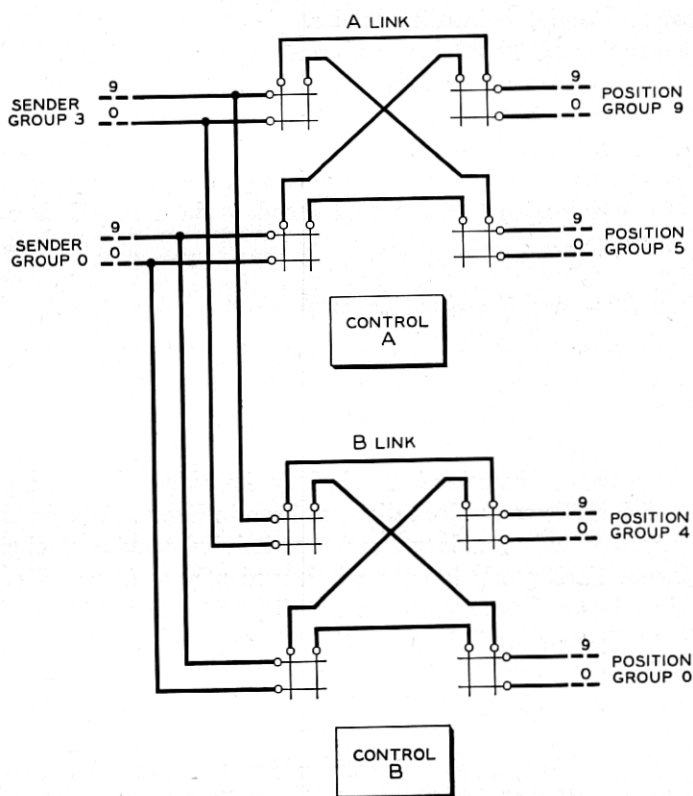 A LINK
9
SENDER
GROUP 3
0
9
POSITION
GROUP 9
0
9
SENDER
GROUP 0
0
9
POSITION
GROUP 5
0
CONTROL
A
B LINK
9
POSITION
GROUP 4
0
9
POSITION
GROUP 0
0
CONTROL
B